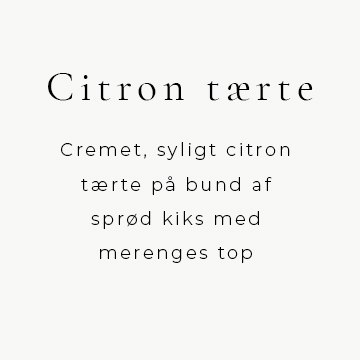 Citron tærte
Cremet, syligt citron
tærte på bund af
sprød kiks med
merenges top